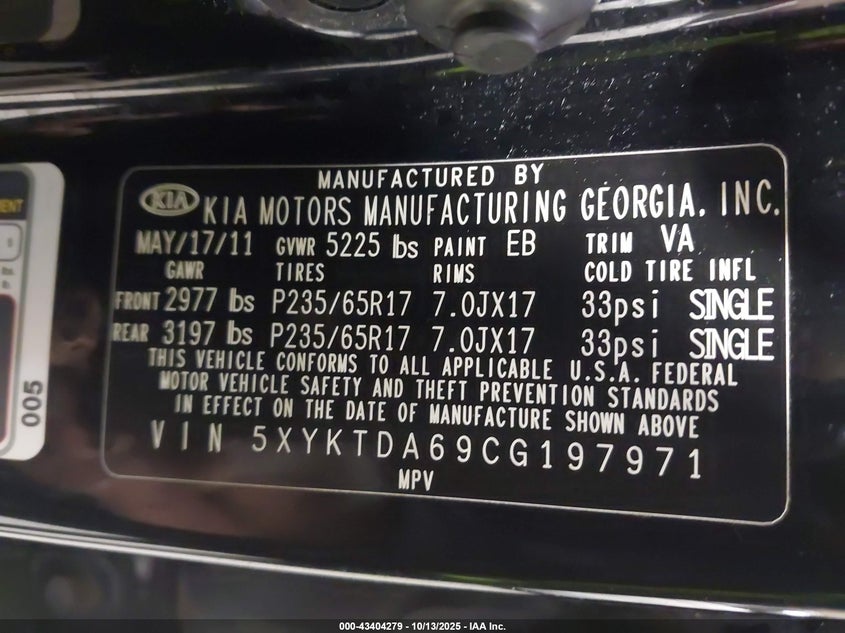 MANUFACTURED BY
KIA KIA MOTORS MANUFACTURING GEORGIA, INC.
MAY/17/11 GVWR 5225 lbs PAINT EB TRIM VA
GAWR TIRES RIMS COLD TIRE INFL
FRONT 2977 lbs P235/65R17 7.0JX17 33psi SINGLE
REAR 3197 lbs P235/65R17 7.0JX17 33psi SINGLE
THIS VEHICLE CONFORMS TO ALL APPLICABLE U.S.A. FEDERAL
MOTOR VEHICLE SAFETY AND THEFT PREVENTION STANDARDS
IN EFFECT ON THE DATE OF MANUFACTURE SHOWN ABOVE
VIN 5XYKTDA69CG197971
MPV
005
000-43404279 - 10/13/2025 - IAA Inc.